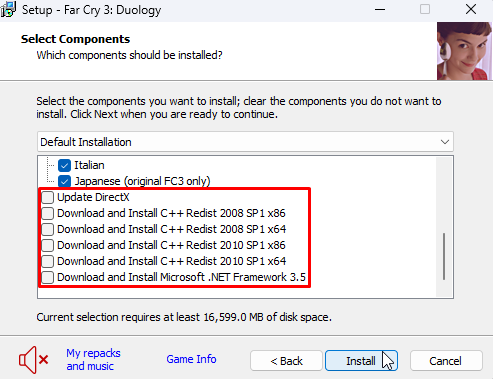 Setup - Far Cry 3: Duology
Select Components
Which components should be installed?
Select the components you want to install; clear the components you do not want to
install. Click Next when you are ready to continue.
Default Installation
Italian
Japanese (original FC3 only)
Update DirectX
Download and Install C++ Redist 2008 SP1 x86
Download and Install C++ Redist 2008 SP1 x64
Download and Install C++ Redist 2010 SP1 x86
Download and Install C++ Redist 2010 SP1 x64
Download and Install Microsoft .NET Framework 3.5
Current selection requires at least 16,599.0 MB of disk space.
My repacks
and music
Game Info
< Back
Install
Cancel